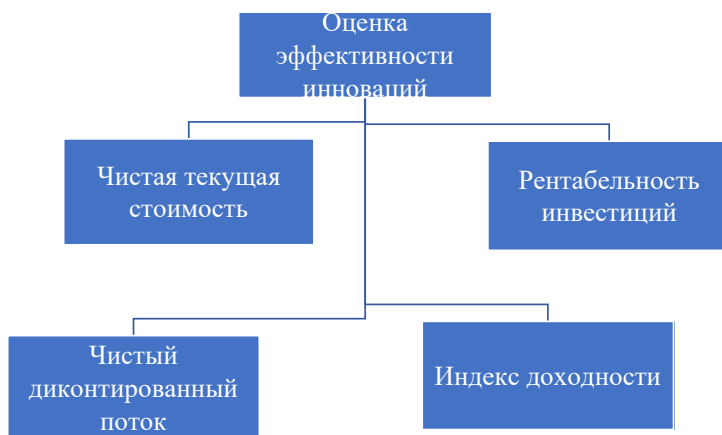 Оценка
эффективности
инноваций
Чистая текущая
стоимость
Рентабельность
инвестиций
Чистый
диконтированный
поток
Индекс доходности